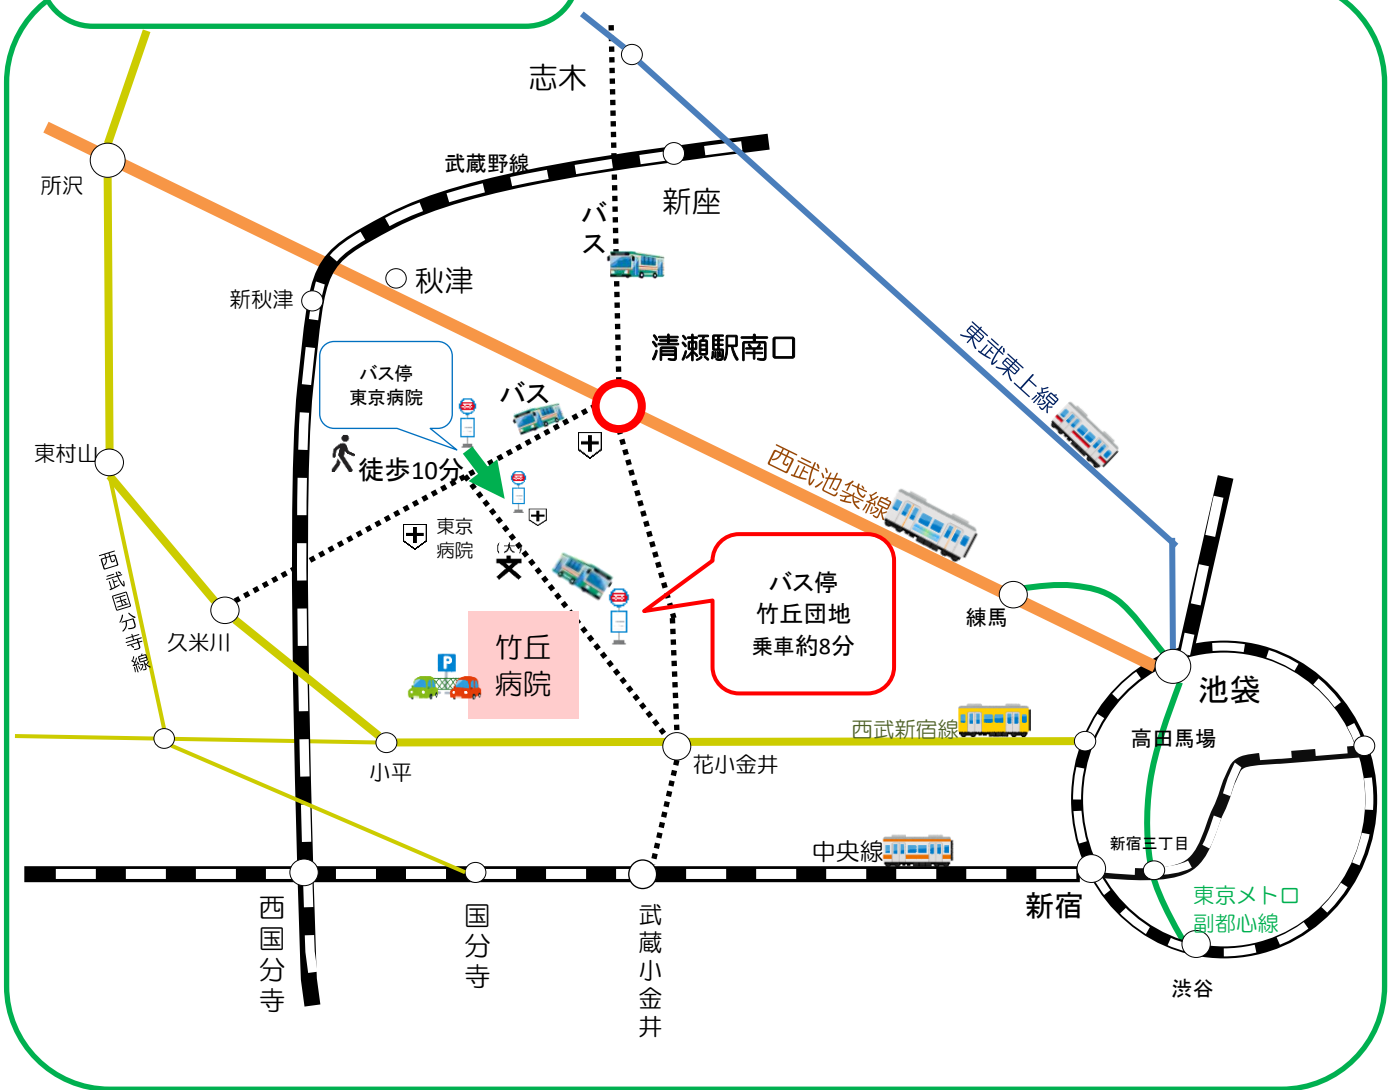 志木
武蔵野線
所沢
新座
バ
ス
秋津
新秋津
清瀬駅南口
東武東上線
バス停
東京病院
バス
東村山
徒歩10分
西武池袋線
東京
病院
(大)
西武国分寺線
バス停
竹丘団地
乗車約8分
練馬
久米川
竹丘
病院
P
池袋
西武新宿線
高田馬場
小平
花小金井
中央線
新宿三丁目
新宿
東京メトロ
副都心線
西国分寺
国分寺
武蔵小金井
渋谷